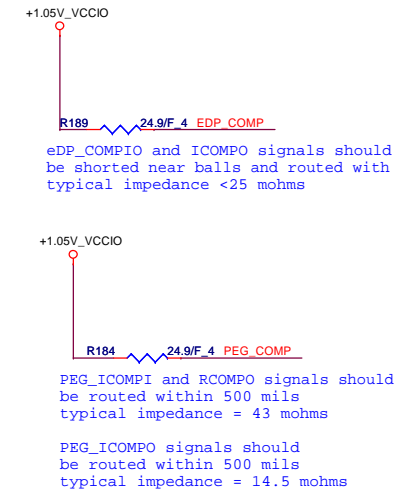 +1.05V_VCCIO
R189 24.9/F_4 EDP_COMP
eDP_COMPIO and ICOMPO signals should
be shorted near balls and routed with
typical impedance <25 mohms
+1.05V_VCCIO
R184 24.9/F_4 PEG_COMP
PEG_ICOMPI and RCOMPO signals should
be routed within 500 mils
typical impedance = 43 mohms
PEG_ICOMPO signals should
be routed within 500 mils
typical impedance = 14.5 mohms